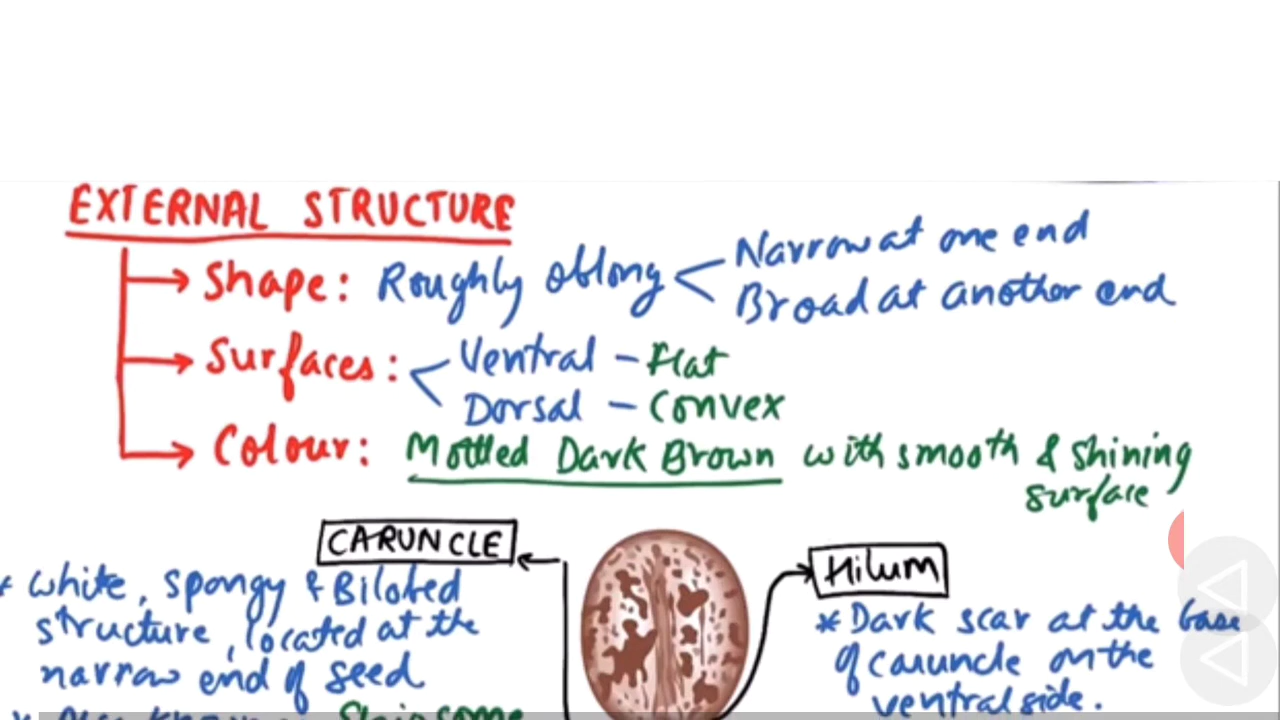 EXTERNAL STRUCTURE
Shape: Roughly oblong
Narrow at one end
Broad at another end
Surfaces:
Ventral - Flat
Dorsal - Convex
Colour: Mottled Dark Brown with smooth & shining
surface
CARUNCLE
* White, spongy & Bilobed
structure, located at the
narrow end of seed
Hilum
* Dark scar at the base
of caruncle on the
ventral side.